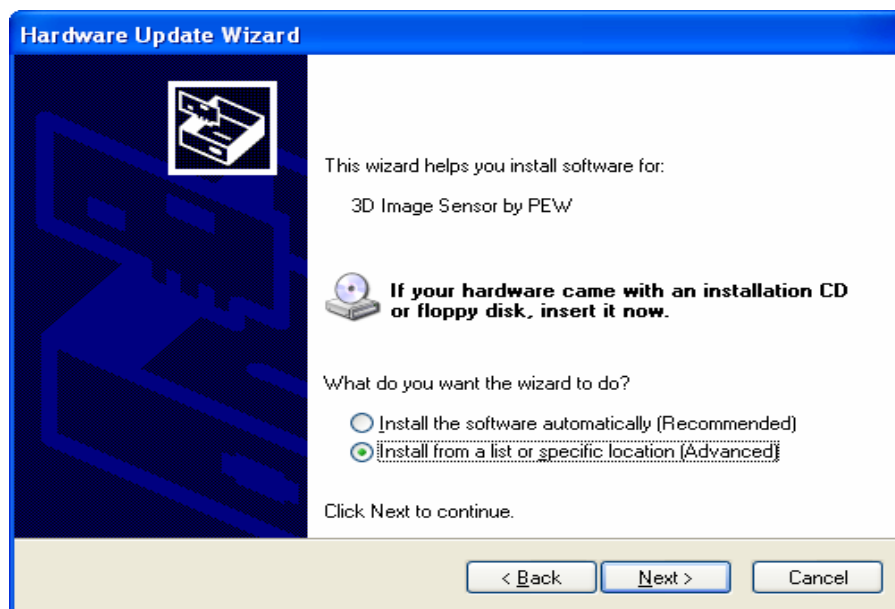 Hardware Update Wizard
This wizard helps you install software for:
3D Image Sensor by PEW
If your hardware came with an installation CD
or floppy disk, insert it now.
What do you want the wizard to do?
Install the software automatically (Recommended)
Install from a list or specific location (Advanced)
Click Next to continue.
< Back Next > Cancel